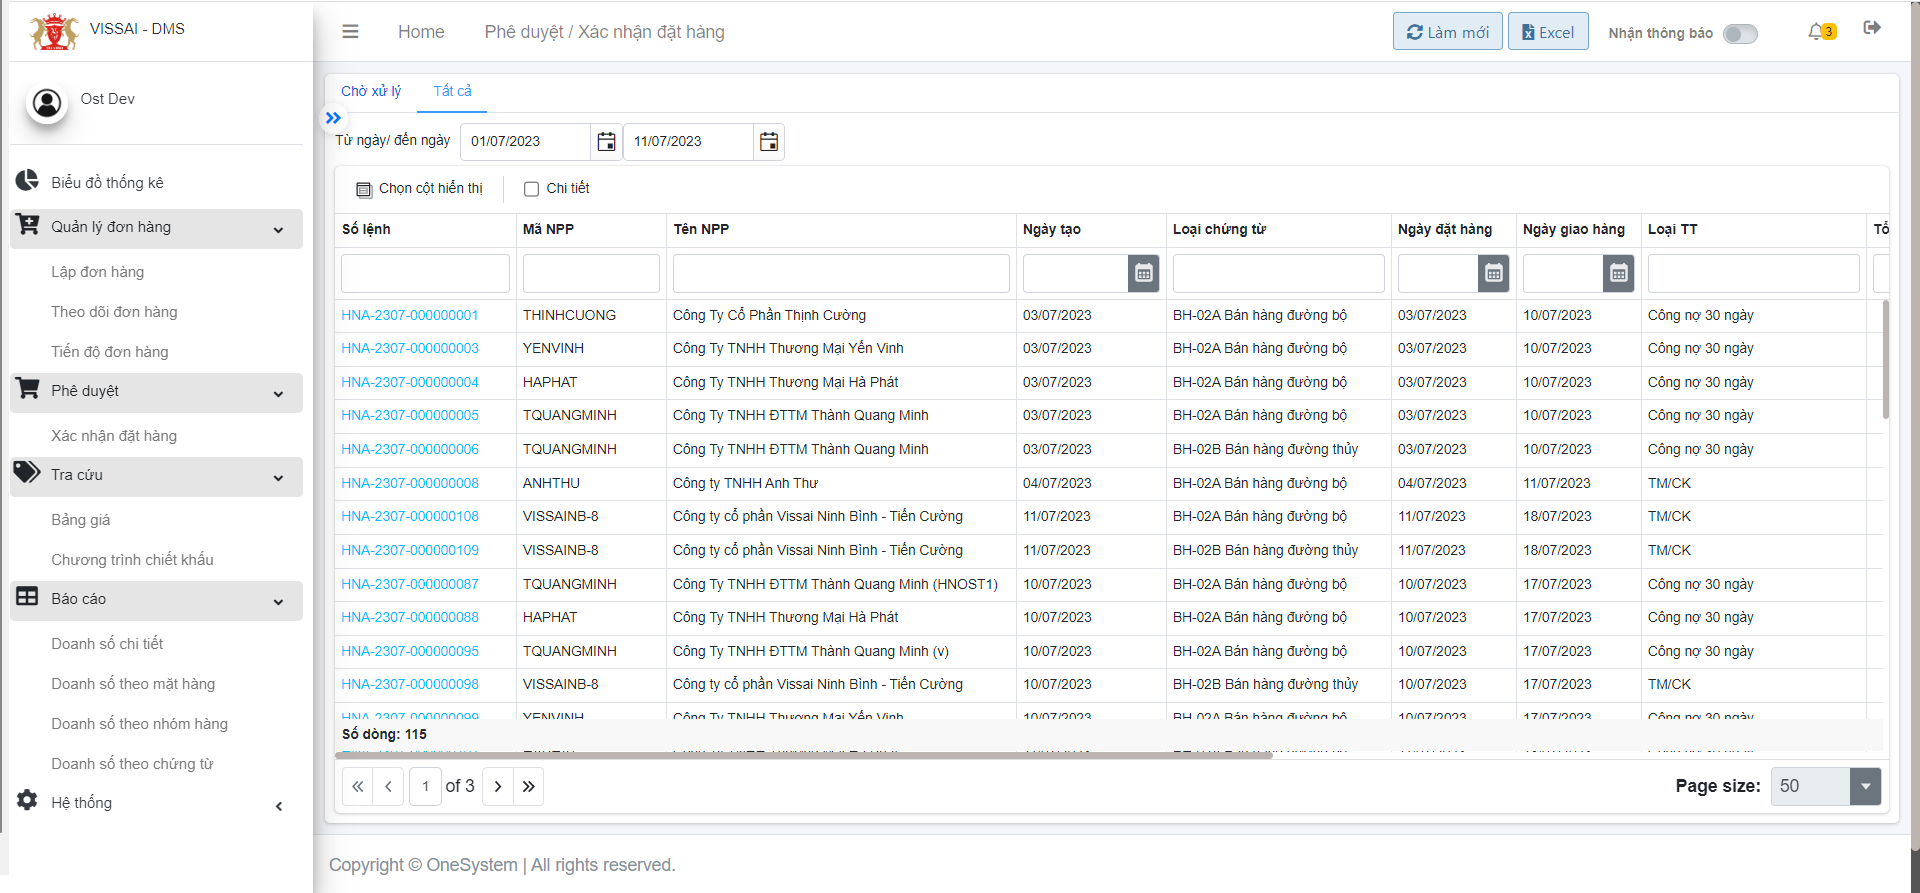 VISSAI - DMS
Home
Phê duyệt / Xác nhận đặt hàng
Làm mới
Excel
Nhận thông báo
3
Ost Dev
Biểu đồ thống kê
Quản lý đơn hàng
Lập đơn hàng
Theo dõi đơn hàng
Tiến độ đơn hàng
Phê duyệt
Xác nhận đặt hàng
Tra cứu
Bảng giá
Chương trình chiết khấu
Báo cáo
Doanh số chi tiết
Doanh số theo mặt hàng
Doanh số theo nhóm hàng
Doanh số theo chứng từ
Hệ thống
Chờ xử lý
Tất cả
Từ ngày/ đến ngày 01/07/2023 11/07/2023
Chọn cột hiển thị Chi tiết
Số lệnh Mã NPP Tên NPP Ngày tạo Loại chứng từ Ngày đặt hàng Ngày giao hàng Loại TT Tổ
HNA-2307-000000001 THINHCUONG Công Ty Cổ Phần Thịnh Cường 03/07/2023 BH-02A Bán hàng đường bộ 03/07/2023 10/07/2023 Công nợ 30 ngày
HNA-2307-000000003 YENVINH Công Ty TNHH Thương Mại Yến Vinh 03/07/2023 BH-02A Bán hàng đường bộ 03/07/2023 10/07/2023 Công nợ 30 ngày
HNA-2307-000000004 HAPHAT Công Ty TNHH Thương Mại Hà Phát 03/07/2023 BH-02A Bán hàng đường bộ 03/07/2023 10/07/2023 Công nợ 30 ngày
HNA-2307-000000005 TQUANGMINH Công Ty TNHH ĐTTM Thành Quang Minh 03/07/2023 BH-02A Bán hàng đường bộ 03/07/2023 10/07/2023 Công nợ 30 ngày
HNA-2307-000000006 TQUANGMINH Công Ty TNHH ĐTTM Thành Quang Minh 03/07/2023 BH-02B Bán hàng đường thủy 03/07/2023 10/07/2023 Công nợ 30 ngày
HNA-2307-000000008 ANHTHU Công ty TNHH Anh Thư 04/07/2023 BH-02A Bán hàng đường bộ 04/07/2023 11/07/2023 TM/CK
HNA-2307-000000108 VISSAINB-8 Công ty cổ phần Vissai Ninh Bình - Tiến Cường 11/07/2023 BH-02A Bán hàng đường bộ 11/07/2023 18/07/2023 TM/CK
HNA-2307-000000109 VISSAINB-8 Công ty cổ phần Vissai Ninh Bình - Tiến Cường 11/07/2023 BH-02B Bán hàng đường thủy 11/07/2023 18/07/2023 TM/CK
HNA-2307-000000087 TQUANGMINH Công Ty TNHH ĐTTM Thành Quang Minh (HNOST1) 10/07/2023 BH-02A Bán hàng đường bộ 10/07/2023 17/07/2023 Công nợ 30 ngày
HNA-2307-000000088 HAPHAT Công Ty TNHH Thương Mại Hà Phát 10/07/2023 BH-02A Bán hàng đường bộ 10/07/2023 17/07/2023 Công nợ 30 ngày
HNA-2307-000000095 TQUANGMINH Công Ty TNHH ĐTTM Thành Quang Minh (v) 10/07/2023 BH-02A Bán hàng đường bộ 10/07/2023 17/07/2023 Công nợ 30 ngày
HNA-2307-000000098 VISSAINB-8 Công ty cổ phần Vissai Ninh Bình - Tiến Cường 10/07/2023 BH-02B Bán hàng đường thủy 10/07/2023 17/07/2023 TM/CK
HNA-2307-000000099 YENVINH Công Ty TNHH Thương Mại Yến Vinh 10/07/2023 BH-02A Bán hàng đường bộ 10/07/2023 17/07/2023 Công nợ 30 ngày
Số dòng: 115
1 of 3
Page size: 50
Copyright © OneSystem | All rights reserved.